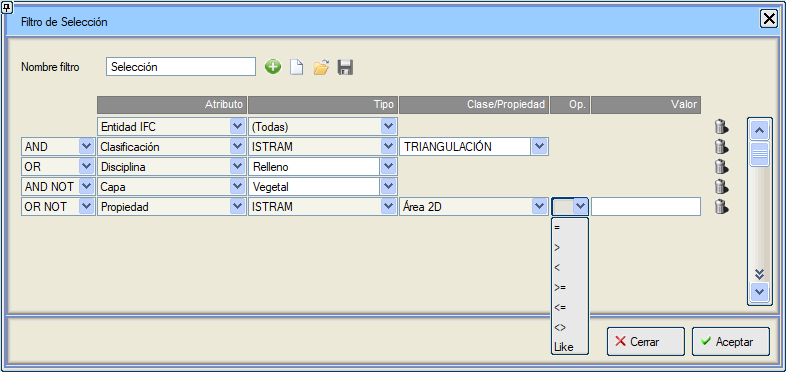 Filtro de Selección
Nombre filtro Selección
Atributo Tipo Clase/Propiedad Op. Valor
Entidad IFC (Todas)
AND Clasificación ISTRAM TRIANGULACIÓN
OR Disciplina Relleno
AND NOT Capa Vegetal
OR NOT Propiedad ISTRAM Área 2D
=
>
<
>=
<=
<>
Like
Cerrar Aceptar